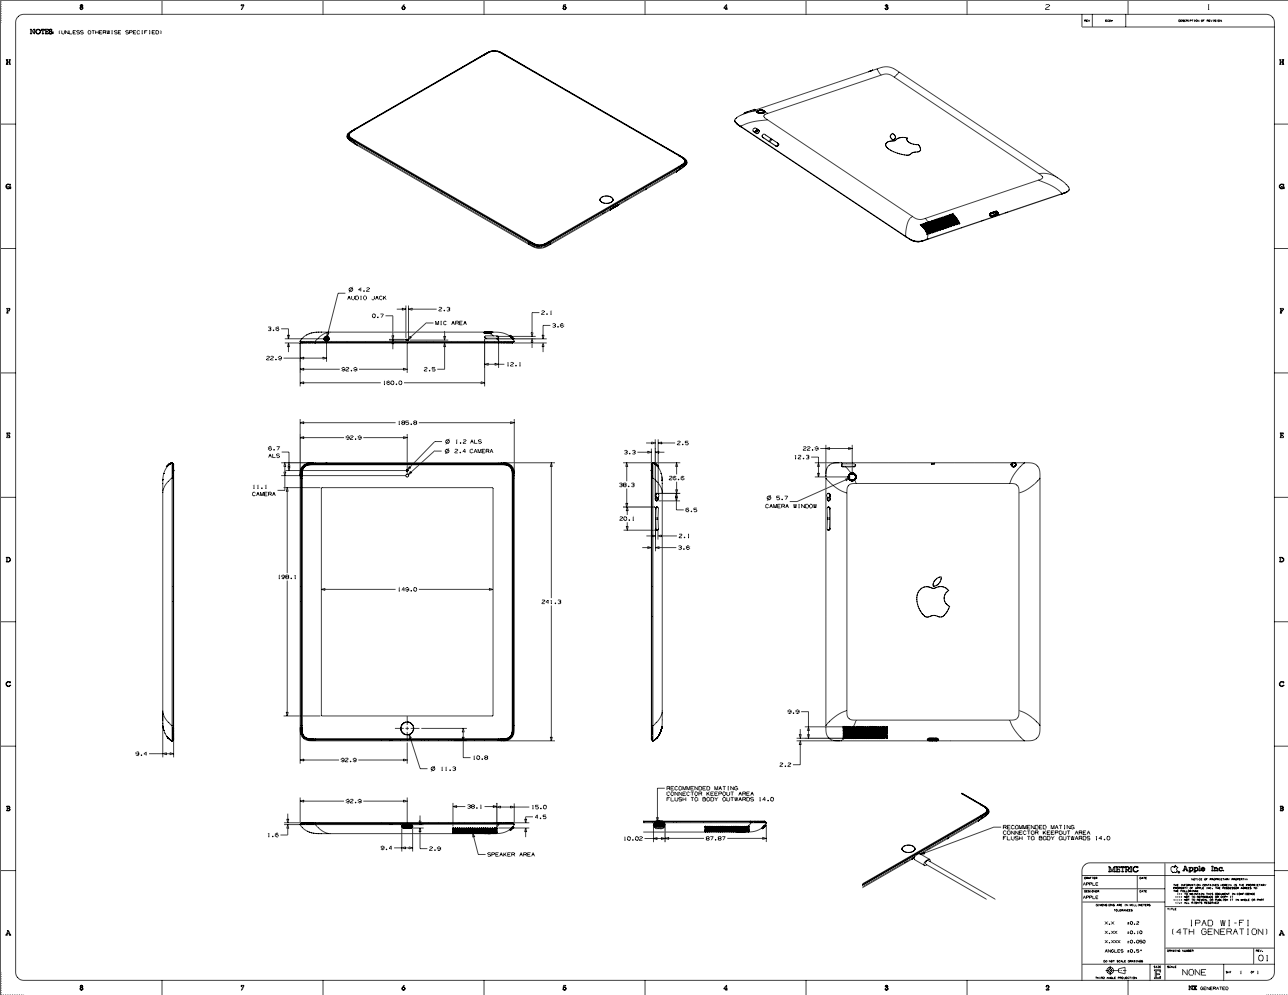 8 7 6 5 4 3 2 1
NOTES (UNLESS OTHERWISE SPECIFIED)
REV
DESCRIPTION OF REVISION
H H
G G
F F
E E
D D
C C
B B
A A
Ø 4.2
AUDIO JACK
0.7
2.3
MIC AREA
2.1
3.6
3.6
22.9
92.9
2.5
12.1
160.0
185.8
92.9
Ø 1.2 ALS
Ø 2.4 CAMERA
6.7
ALS
11.1
CAMERA
198.1
149.0
241.3
92.9
10.8
Ø 11.3
9.4
2.5
3.3
38.3
26.6
6.5
20.1
2.1
3.6
22.9
12.3
Ø 5.7
CAMERA WINDOW
9.9
2.2
92.9
38.1
15.0
4.5
1.6
9.4
2.9
SPEAKER AREA
RECOMMENDED MATING
CONNECTOR KEEPOUT AREA
FLUSH TO BODY OUTWARDS 14.0
10.02
87.87
RECOMMENDED MATING
CONNECTOR KEEPOUT AREA
FLUSH TO BODY OUTWARDS 14.0
METRIC
Apple Inc.
DRAFTER
DATE
APPLE
DESIGNER
DATE
APPLE
NOTICE OF PROPRIETARY PROPERTY
DIMENSIONS ARE IN MILLIMETERS
TOLERANCES
X.X ±0.2
X.XX ±0.10
X.XXX ±0.050
ANGLES ±0.5°
DO NOT SCALE DRAWINGS
THIRD ANGLE PROJECTION
TITLE
IPAD WI-FI
(4TH GENERATION)
DRAWING NUMBER
REV.
01
SCALE
NONE
SHT 1 OF 1
8 7 6 5 4 3 2
NX GENERATED